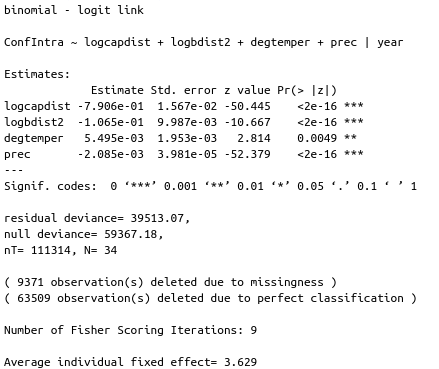 binomial - logit link
ConfIntra ~ logcapdist + logbdist2 + degtemper + prec | year
Estimates:
Estimate Std. error z value Pr(> |z|)
logcapdist -7.906e-01 1.567e-02 -50.445 <2e-16 ***
logbdist2 -1.065e-01 9.987e-03 -10.667 <2e-16 ***
degtemper 5.495e-03 1.953e-03 2.814 0.0049 **
prec -2.085e-03 3.981e-05 -52.379 <2e-16 ***
---
Signif. codes: 0 ‘***’ 0.001 ‘**’ 0.01 ‘*’ 0.05 ‘.’ 0.1 ‘ ’ 1
residual deviance= 39513.07,
null deviance= 59367.18,
nT= 111314, N= 34
( 9371 observation(s) deleted due to missingness )
( 63509 observation(s) deleted due to perfect classification )
Number of Fisher Scoring Iterations: 9
Average individual fixed effect= 3.629